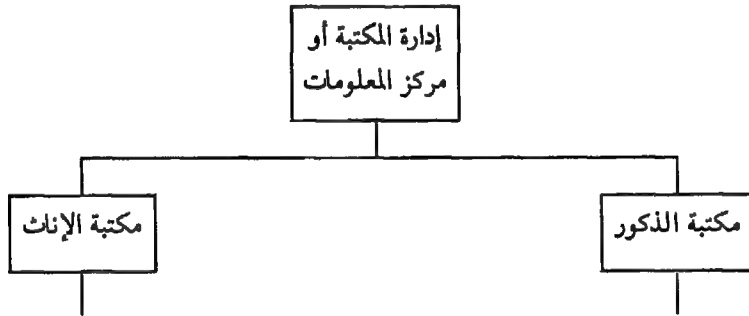 إدارة المكتبة أو
مركز المعلومات
مكتبة الذكور
مكتبة الإناث